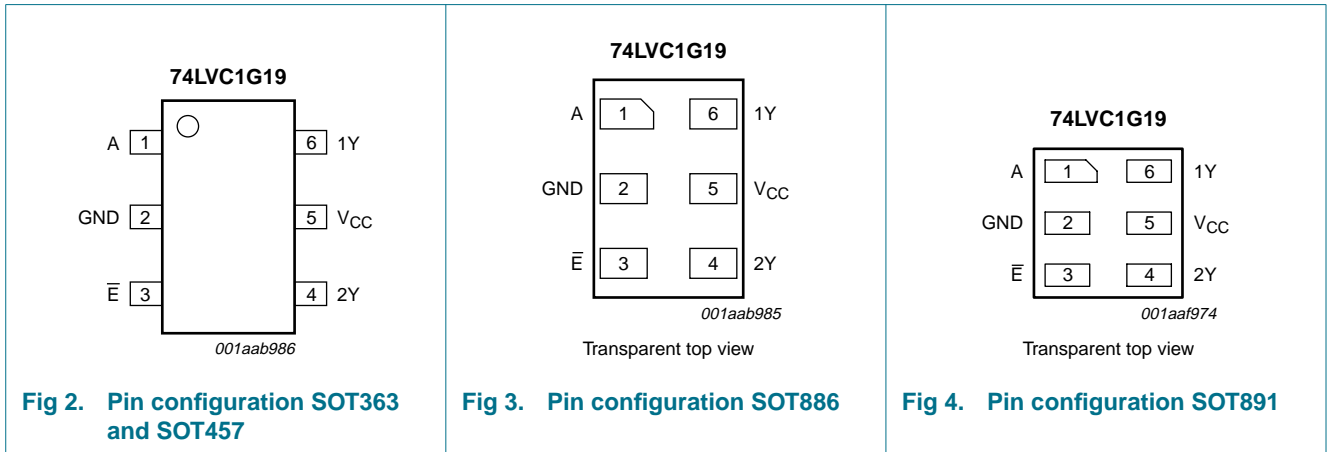 74LVC1G19
A 1 6 1Y
GND 2 5 VCC
E̅ 3 4 2Y
001aab986
Fig 2. Pin configuration SOT363
and SOT457
74LVC1G19
A 1 6 1Y
GND 2 5 VCC
E̅ 3 4 2Y
001aab985
Transparent top view
Fig 3. Pin configuration SOT886
74LVC1G19
A 1 6 1Y
GND 2 5 VCC
E̅ 3 4 2Y
001aaf974
Transparent top view
Fig 4. Pin configuration SOT891